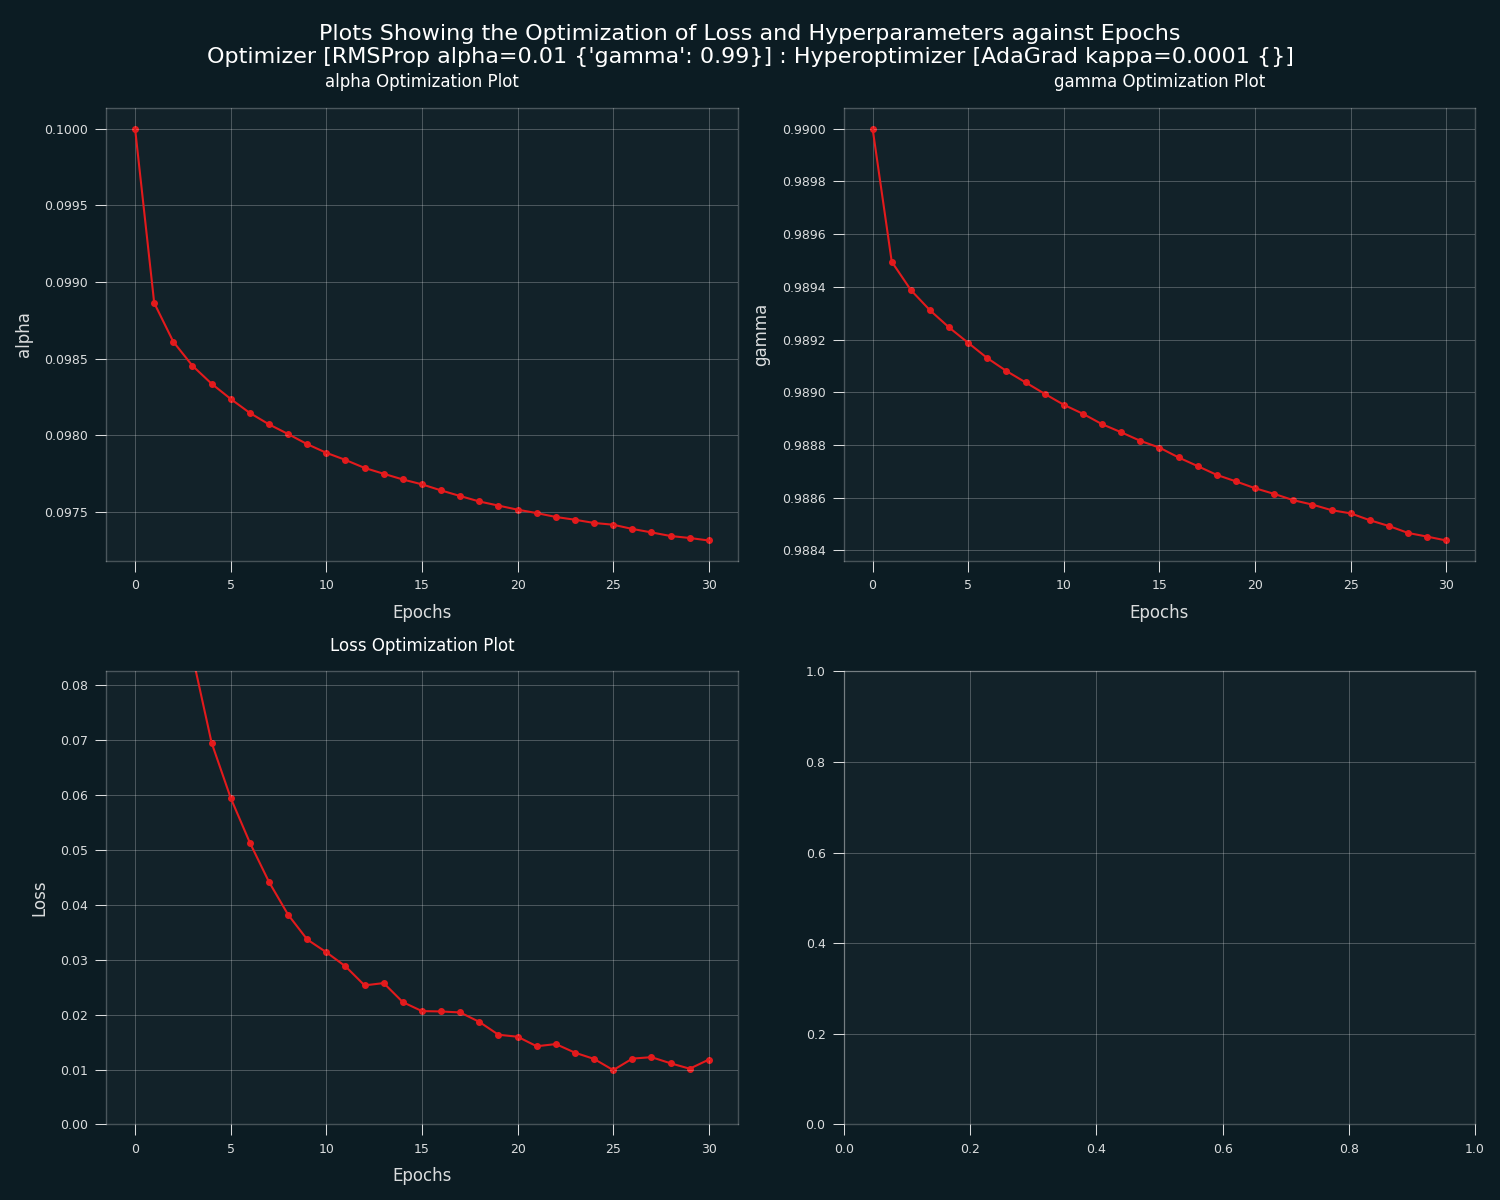 Plots Showing the Optimization of Loss and Hyperparameters against Epochs
Optimizer [RMSProp alpha=0.01 {'gamma': 0.99}] : Hyperoptimizer [AdaGrad kappa=0.0001 {}]
alpha Optimization Plot
0.1000
0.0995
0.0990
0.0985
0.0980
0.0975
alpha
0 5 10 15 20 25 30
Epochs
gamma Optimization Plot
0.9900
0.9898
0.9896
0.9894
0.9892
0.9890
0.9888
0.9886
0.9884
gamma
0 5 10 15 20 25 30
Epochs
Loss Optimization Plot
0.08
0.07
0.06
0.05
0.04
0.03
0.02
0.01
0.00
Loss
0 5 10 15 20 25 30
Epochs
1.0
0.8
0.6
0.4
0.2
0.0
0.0 0.2 0.4 0.6 0.8 1.0